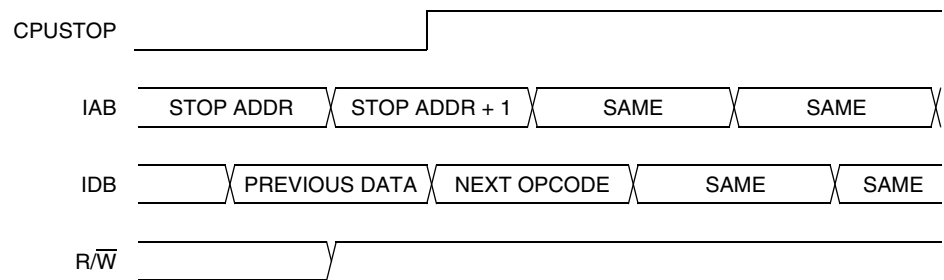 CPUSTOP
IAB STOP ADDR STOP ADDR + 1 SAME SAME
IDB PREVIOUS DATA NEXT OPCODE SAME SAME
R/W̅